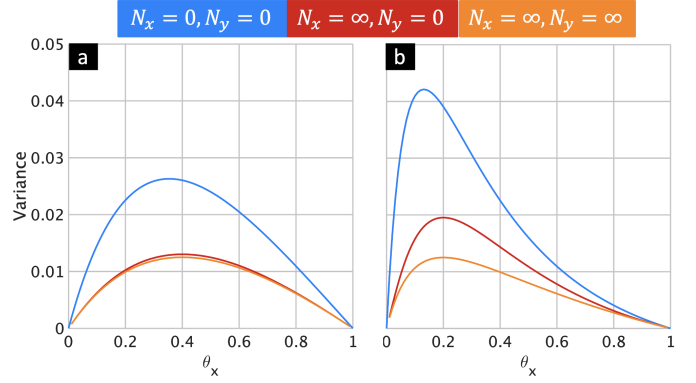 N_x = 0, N_y = 0 N_x = ∞, N_y = 0 N_x = ∞, N_y = ∞
a b
0.05
0.04
0.03
0.02
0.01
0
Variance
0 0.2 0.4 0.6 0.8 1 0 0.2 0.4 0.6 0.8 1
θ_x θ_x